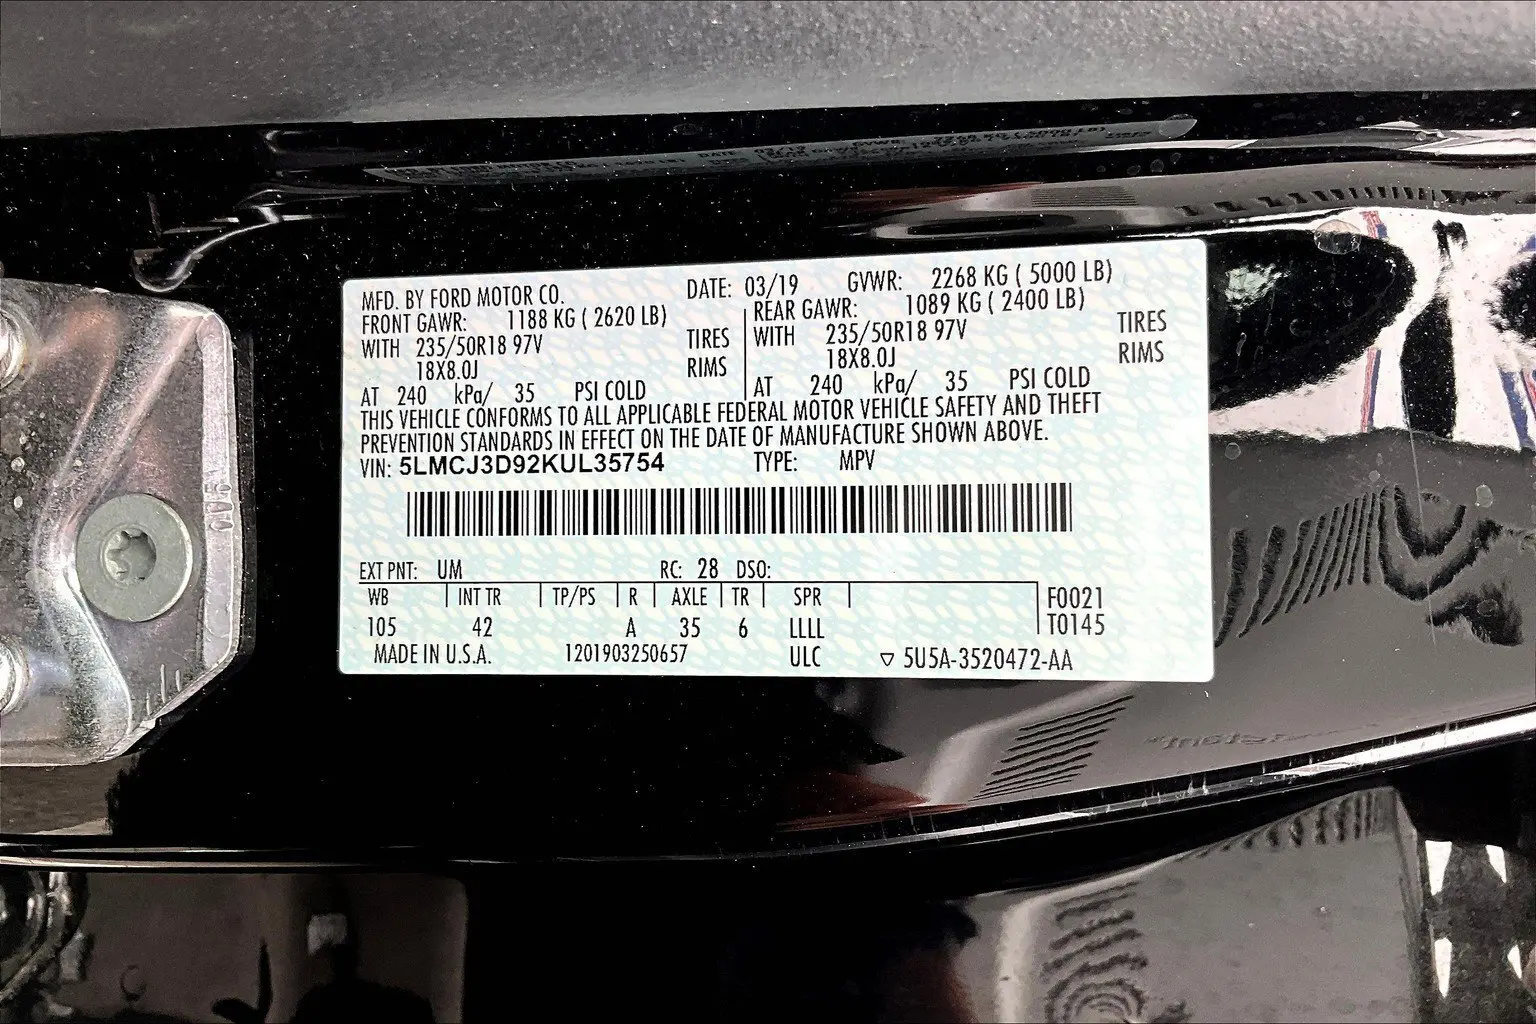 MFD. BY FORD MOTOR CO. DATE: 03/19 GVWR: 2268 KG ( 5000 LB)
FRONT GAWR: 1188 KG ( 2620 LB) REAR GAWR: 1089 KG ( 2400 LB)
WITH 235/50R18 97V TIRES WITH 235/50R18 97V TIRES
18X8.0J RIMS 18X8.0J RIMS
AT 240 kPa/ 35 PSI COLD AT 240 kPa/ 35 PSI COLD
THIS VEHICLE CONFORMS TO ALL APPLICABLE FEDERAL MOTOR VEHICLE SAFETY AND THEFT
PREVENTION STANDARDS IN EFFECT ON THE DATE OF MANUFACTURE SHOWN ABOVE.
VIN: 5LMCJ3D92KUL35754 TYPE: MPV
EXT PNT: UM RC: 28 DSO:
WB INT TR TP/PS R AXLE TR SPR F0021
105 42 A 35 6 LLLL T0145
MADE IN U.S.A. 1201903250657 ULC ▽ 5U5A-3520472-AA